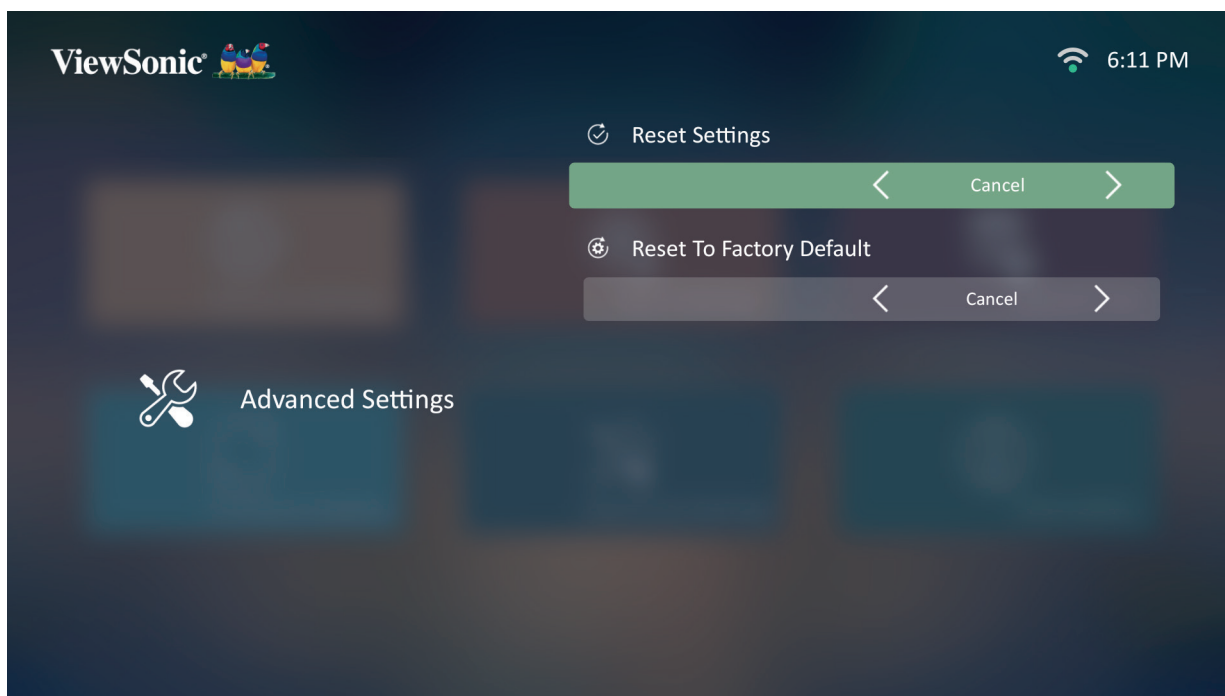 ViewSonic®
6:11 PM
Reset Settings
Cancel
Reset To Factory Default
Cancel
Advanced Settings